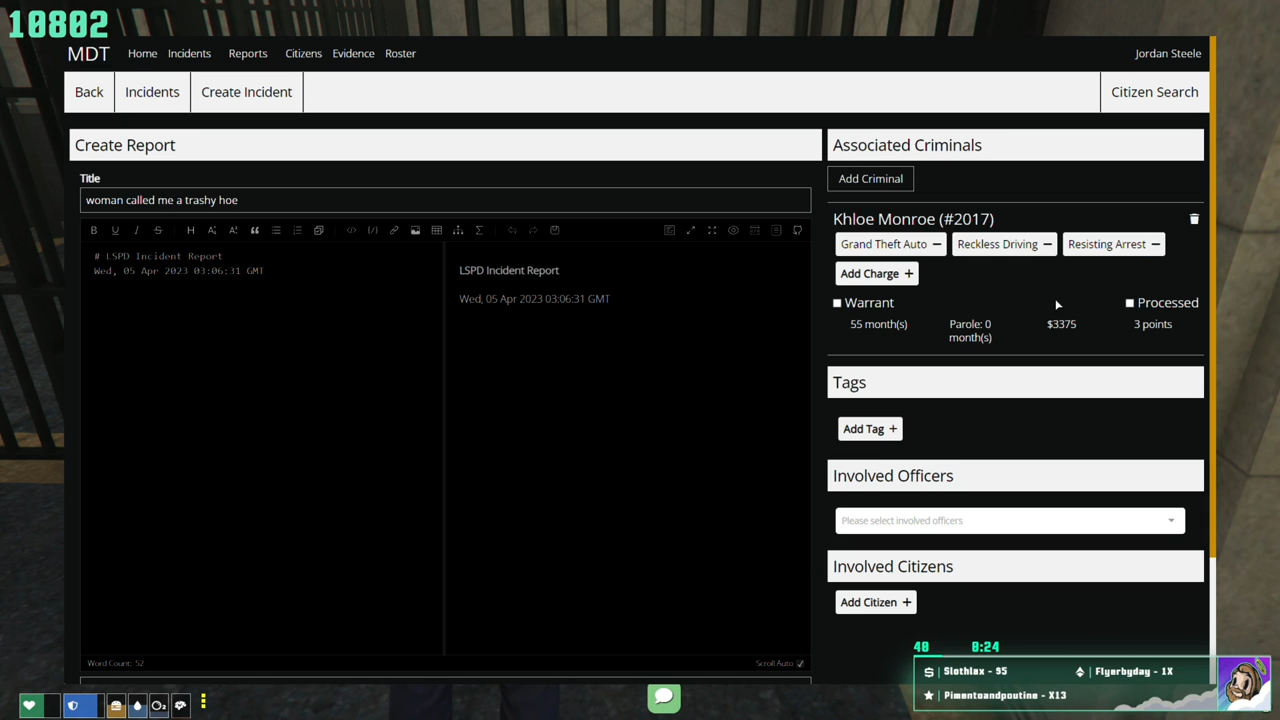 10802
MDT Home Incidents Reports Citizens Evidence Roster Jordan Steele
Back Incidents Create Incident Citizen Search
Create Report
Title
woman called me a trashy hoe
# LSPD Incident Report
Wed, 05 Apr 2023 03:06:31 GMT
LSPD Incident Report
Wed, 05 Apr 2023 03:06:31 GMT
Word Count: 52
Scroll Auto
Associated Criminals
Add Criminal
Khloe Monroe (#2017)
Grand Theft Auto − Reckless Driving − Resisting Arrest −
Add Charge +
Warrant Processed
55 month(s) Parole: 0 $3375 3 points
month(s)
Tags
Add Tag +
Involved Officers
Please select involved officers
Involved Citizens
Add Citizen +
40 0:24
Slothlax - 95 Flyerbyday - 1X
Pimentoandpoutine - X13
O₂